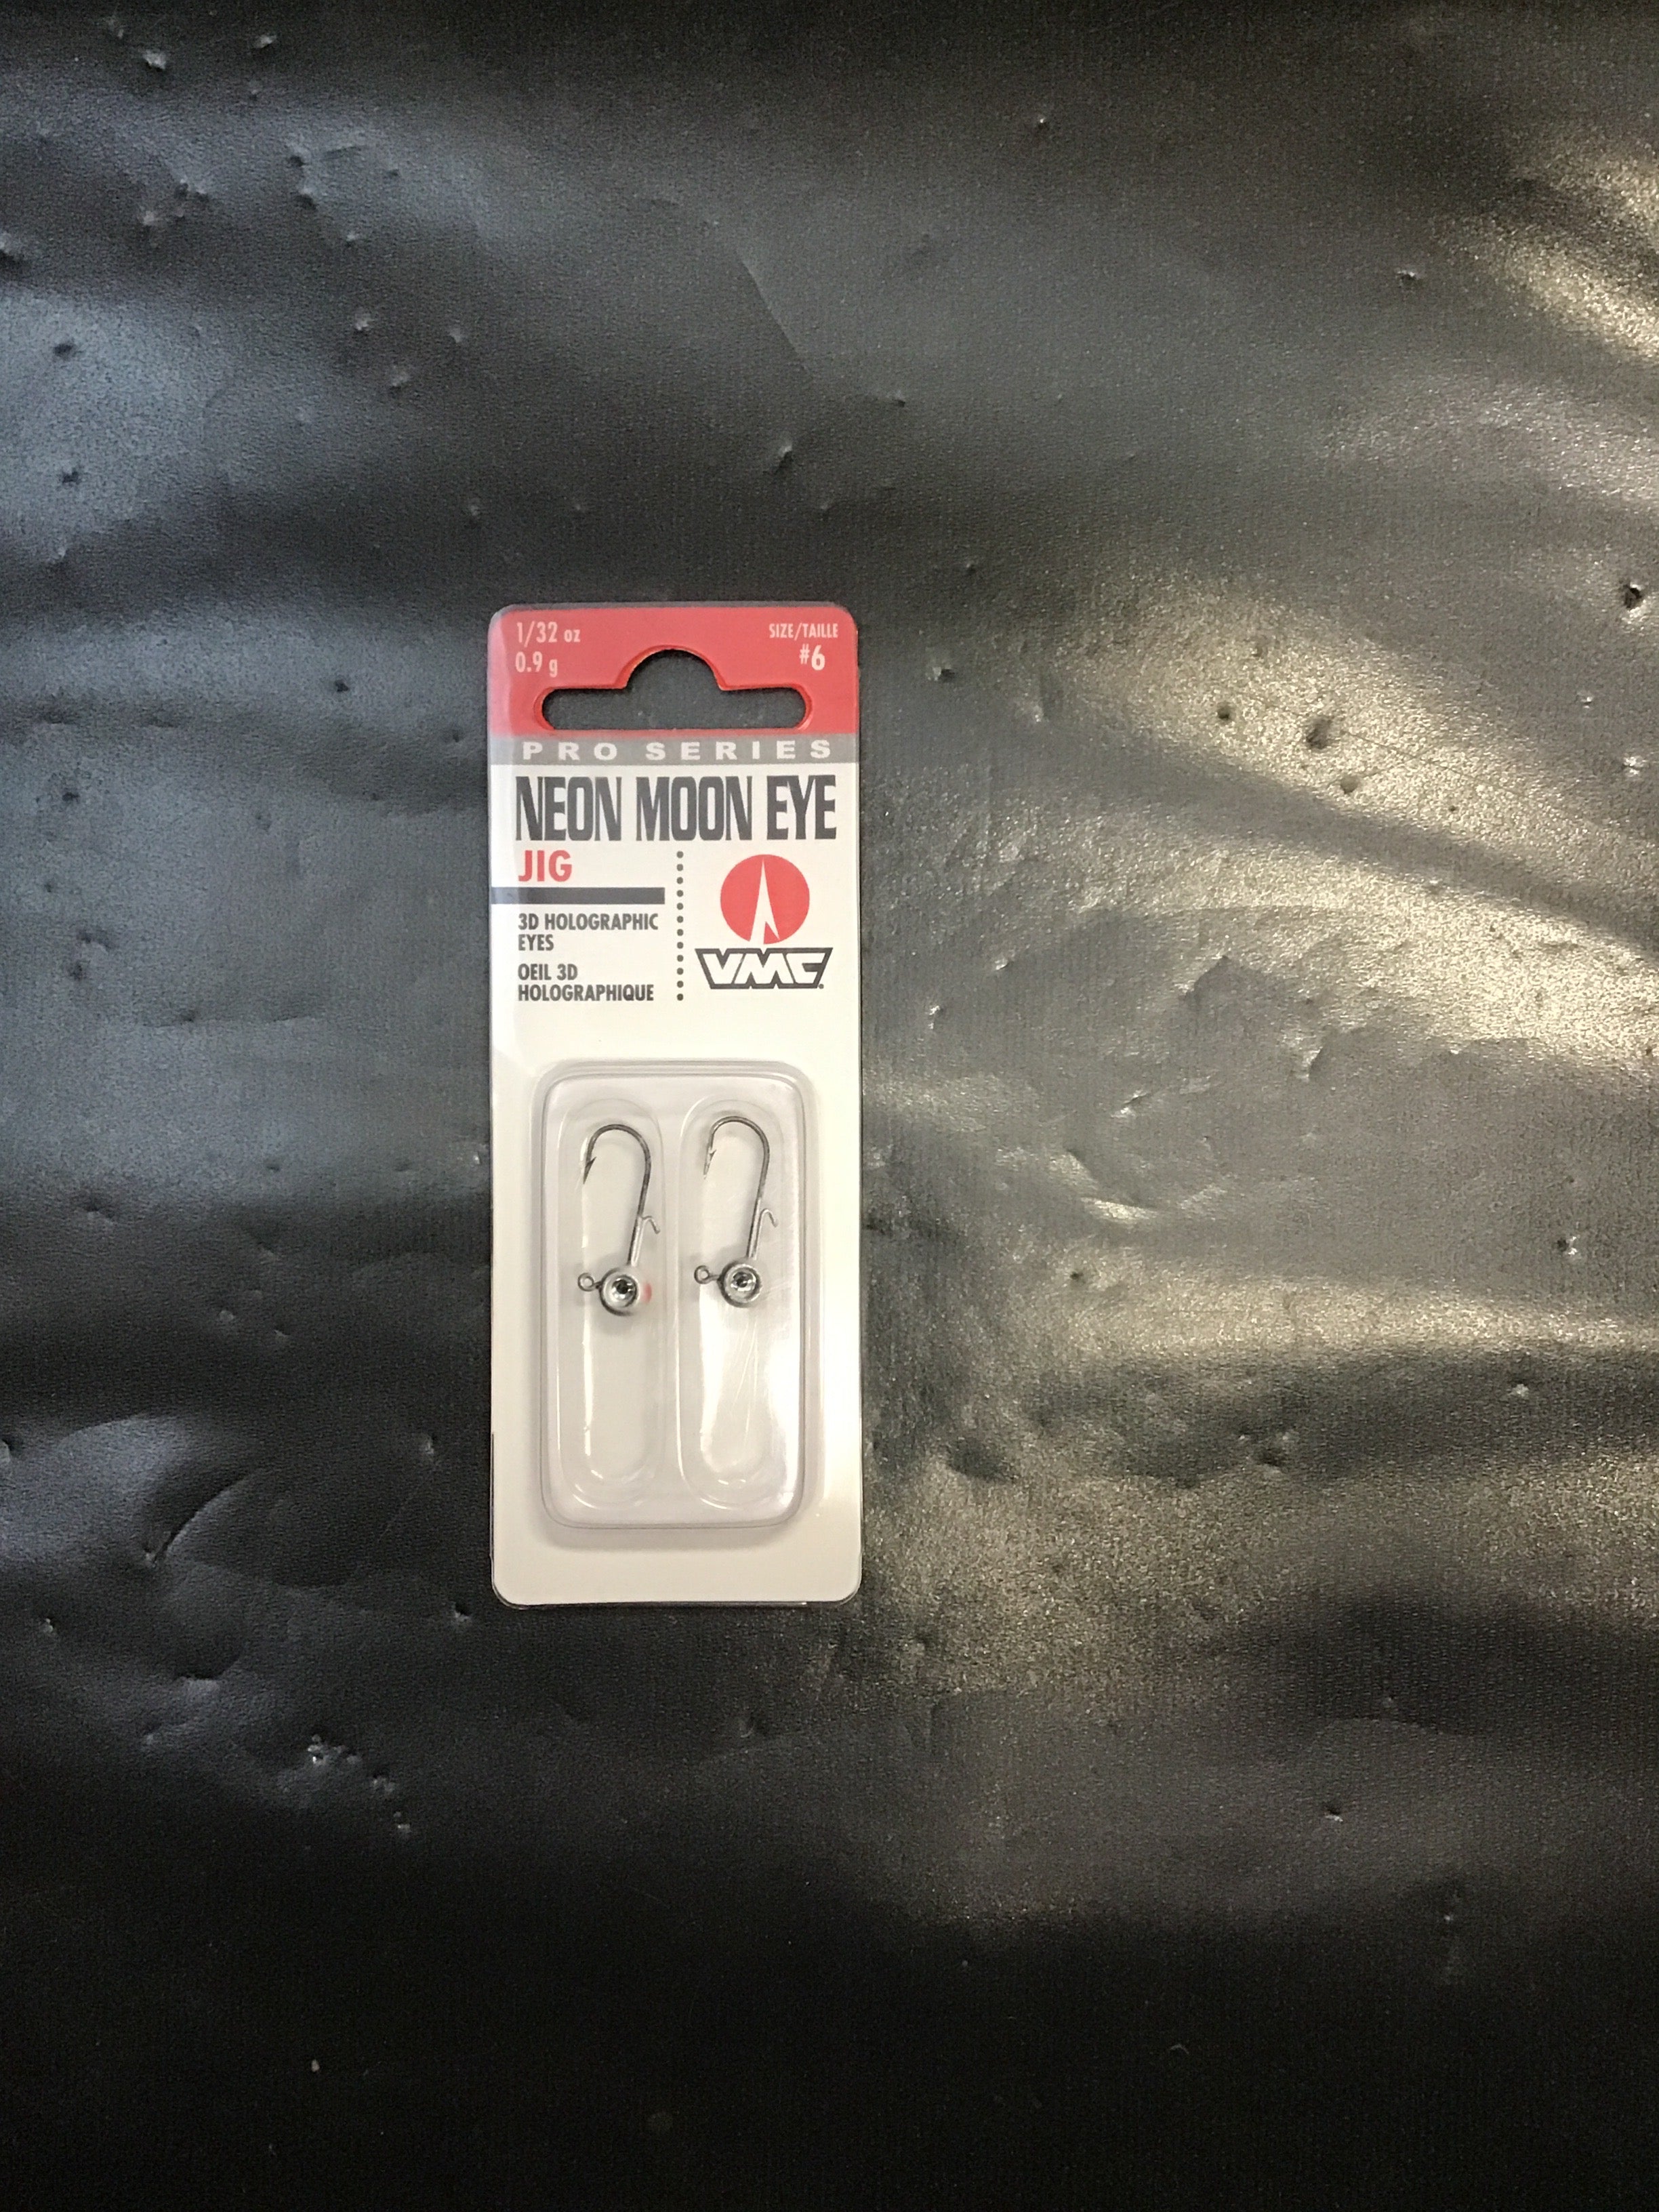 1/32 oz
0.9 g
SIZE/TAILLE
#6
PRO SERIES
NEON MOON EYE
JIG
3D HOLOGRAPHIC
EYES
OEIL 3D
HOLOGRAPHIQUE
VMC